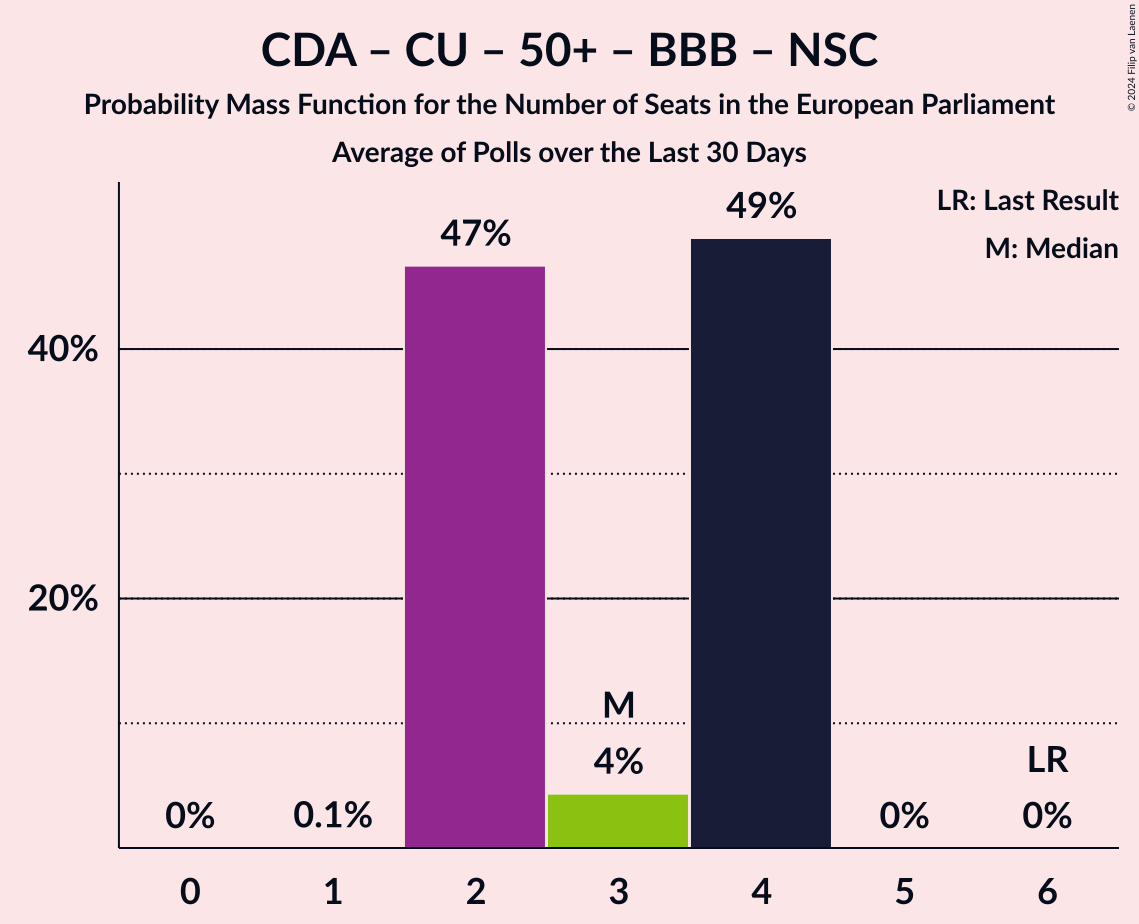 CDA – CU – 50+ – BBB – NSC
Probability Mass Function for the Number of Seats in the European Parliament
Average of Polls over the Last 30 Days
© 2024 Filip van Laenen
LR: Last Result
M: Median
49%
47%
40%
20%
M
4%
LR
0%
0.1%
0%
0%
0
1
2
3
4
5
6